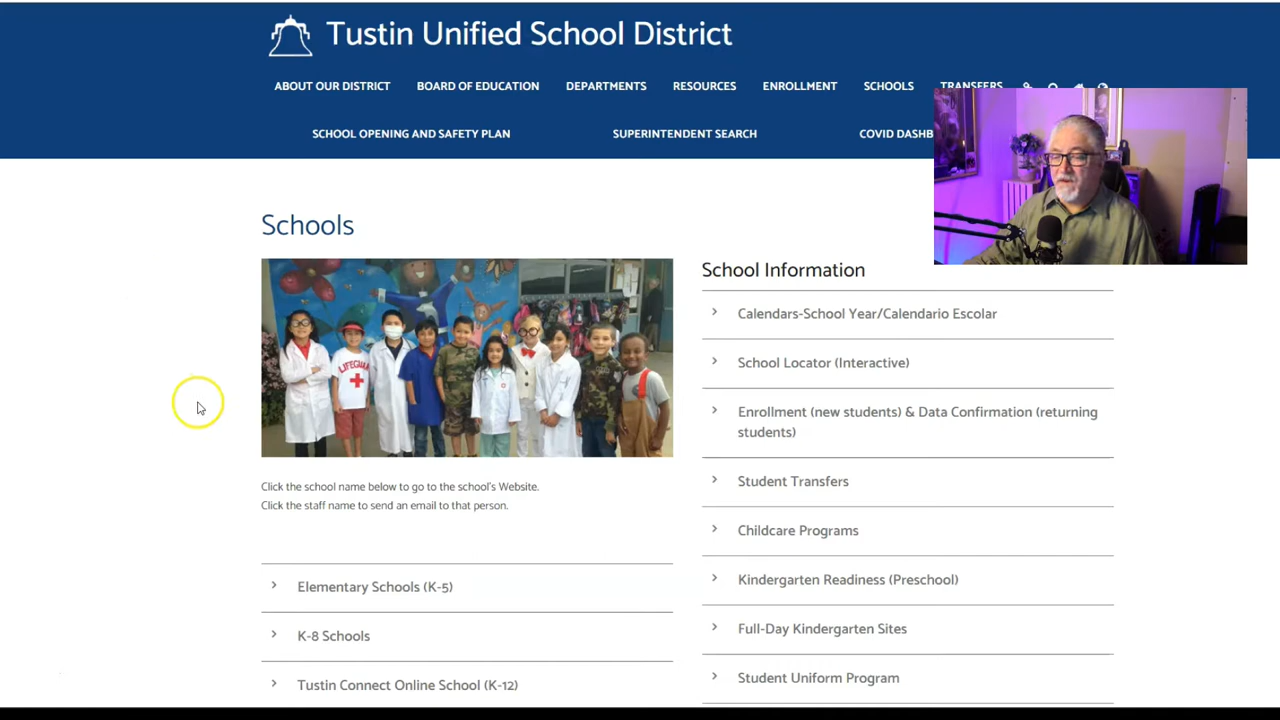 Tustin Unified School District
ABOUT OUR DISTRICT BOARD OF EDUCATION DEPARTMENTS RESOURCES ENROLLMENT SCHOOLS TRANSFERS
SCHOOL OPENING AND SAFETY PLAN SUPERINTENDENT SEARCH COVID DASHB
Schools
LIFEGUARD
Click the school name below to go to the school's Website.
Click the staff name to send an email to that person.
Elementary Schools (K-5)
K-8 Schools
Tustin Connect Online School (K-12)
School Information
Calendars-School Year/Calendario Escolar
School Locator (Interactive)
Enrollment (new students) & Data Confirmation (returning
students)
Student Transfers
Childcare Programs
Kindergarten Readiness (Preschool)
Full-Day Kindergarten Sites
Student Uniform Program